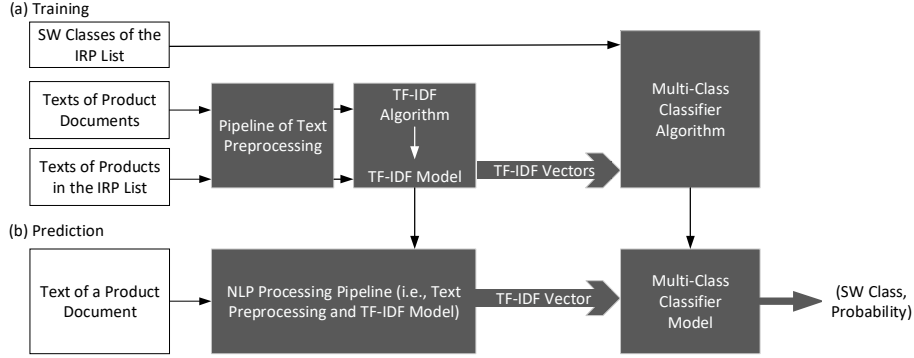 (a) Training
SW Classes of the
IRP List
Texts of Product
Documents
Texts of Products
in the IRP List
Pipeline of Text
Preprocessing
TF-IDF
Algorithm
TF-IDF Model
TF-IDF Vectors
Multi-Class
Classifier
Algorithm
(b) Prediction
Text of a Product
Document
NLP Processing Pipeline (i.e., Text
Preprocessing and TF-IDF Model)
TF-IDF Vector
Multi-Class
Classifier
Model
(SW Class,
Probability)